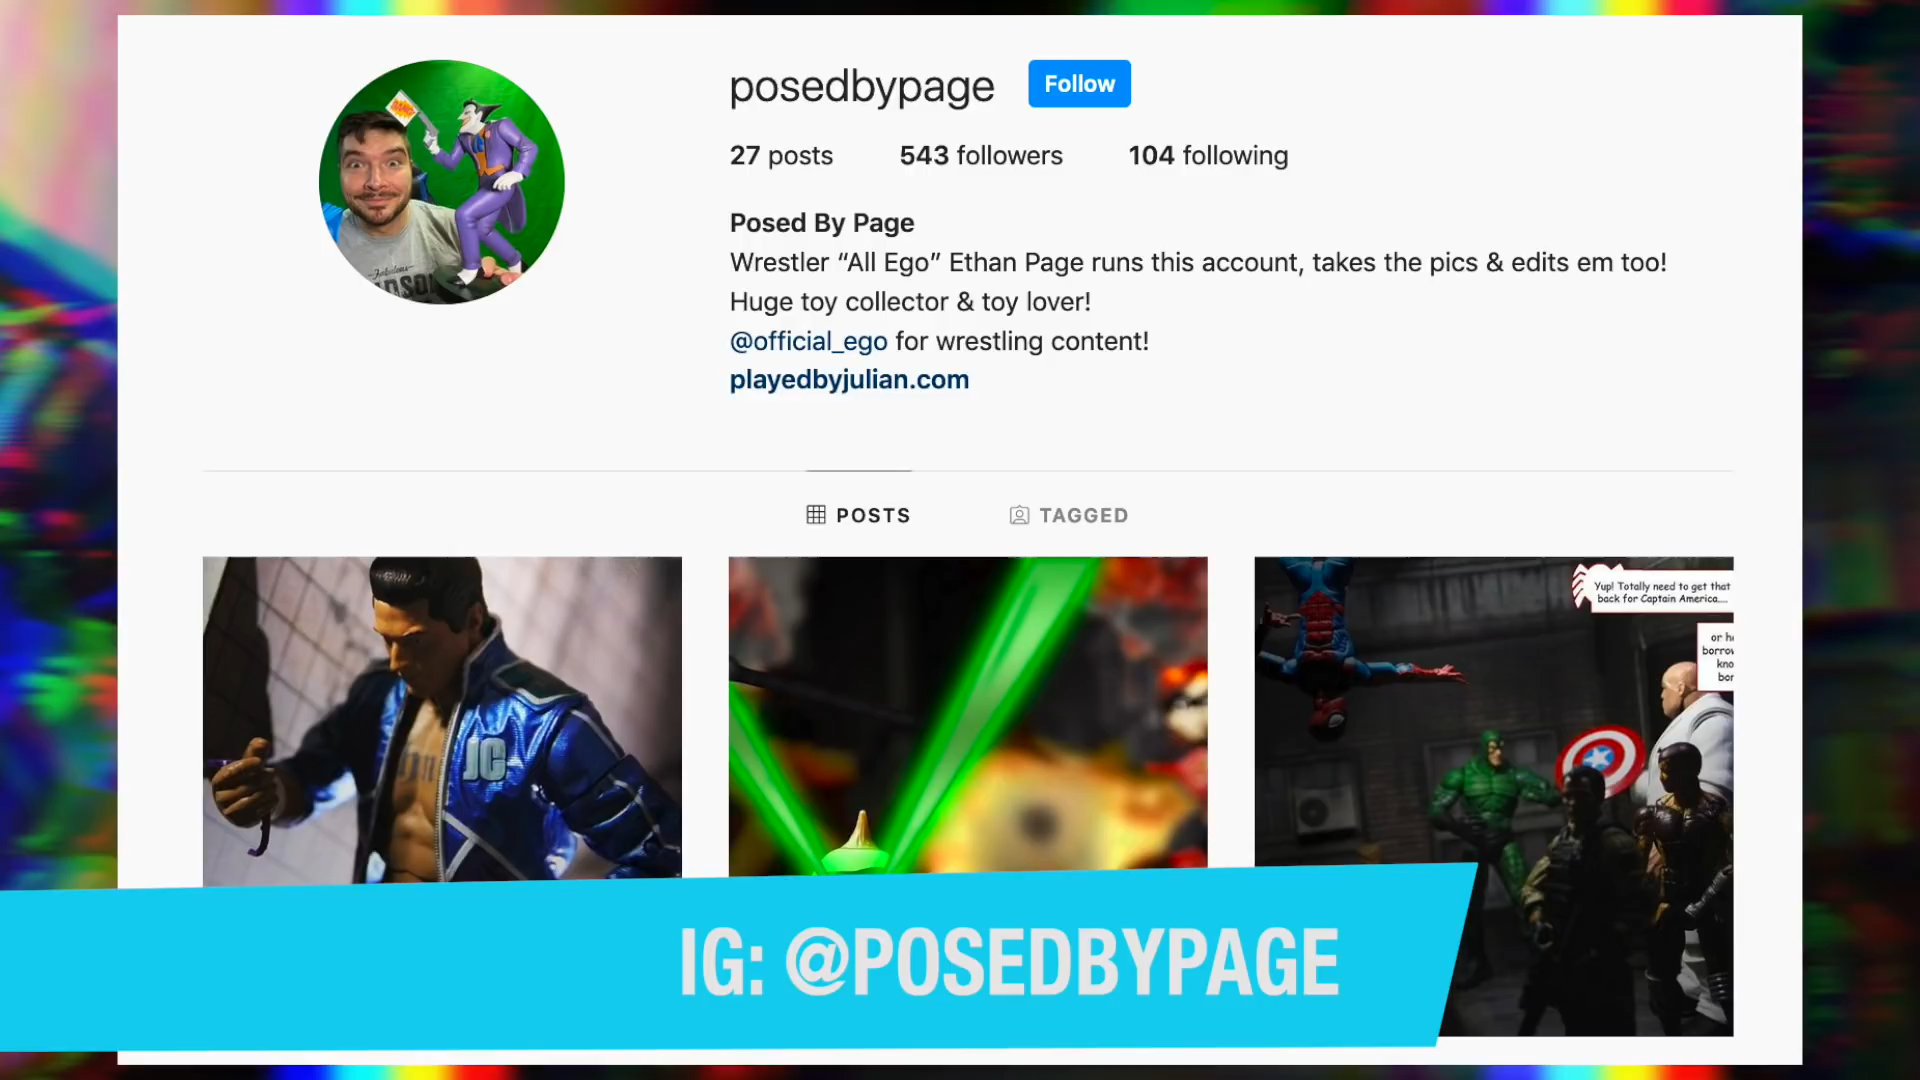 posedbypage Follow
27 posts 543 followers 104 following
Posed By Page
Wrestler “All Ego” Ethan Page runs this account, takes the pics & edits em too!
Huge toy collector & toy lover!
@official_ego for wrestling content!
playedbyjulian.com
POSTS TAGGED
JC
Yup! Totally need to get that
back for Captain America....
IG: @POSEDBYPAGE